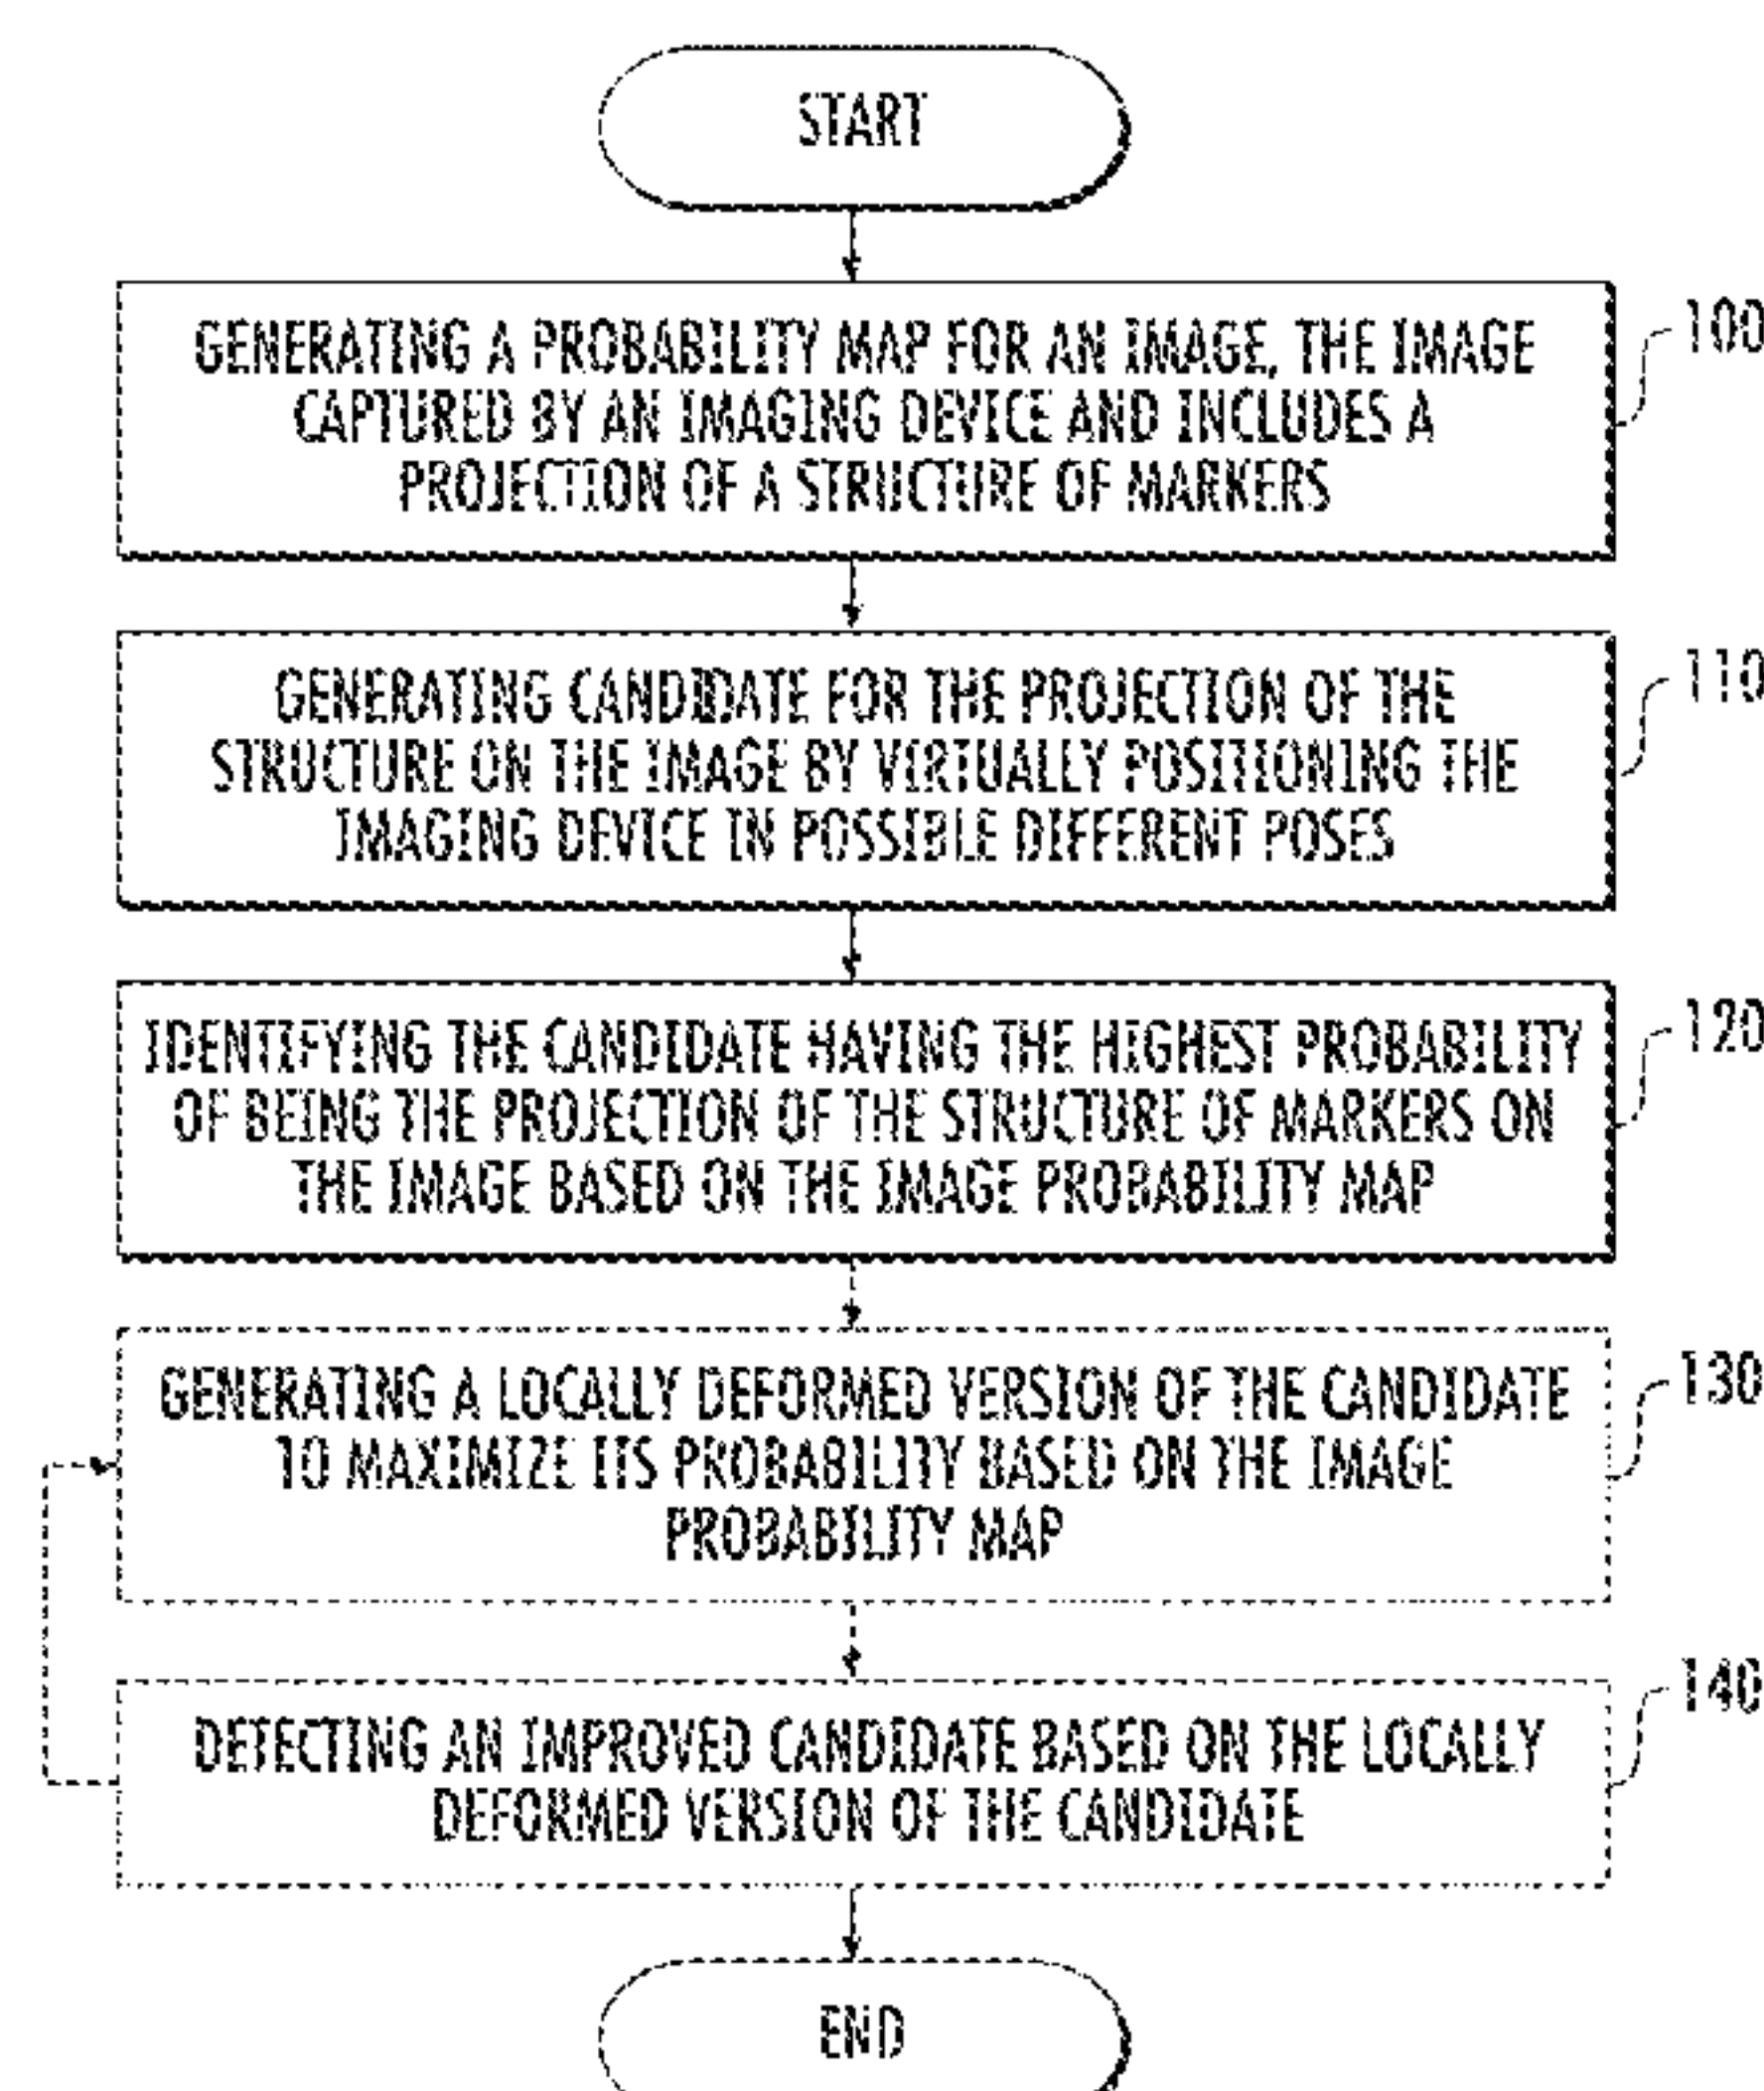 START
GENERATING A PROBABILITY MAP FOR AN IMAGE, THE IMAGE
CAPTURED BY AN IMAGING DEVICE AND INCLUDES A
PROJECTION OF A STRUCTURE OF MARKERS
100
GENERATING CANDIDATE FOR THE PROJECTION OF THE
STRUCTURE ON THE IMAGE BY VIRTUALLY POSITIONING THE
IMAGING DEVICE IN POSSIBLE DIFFERENT POSES
110
IDENTIFYING THE CANDIDATE HAVING THE HIGHEST PROBABILITY
OF BEING THE PROJECTION OF THE STRUCTURE OF MARKERS ON
THE IMAGE BASED ON THE IMAGE PROBABILITY MAP
120
GENERATING A LOCALLY DEFORMED VERSION OF THE CANDIDATE
TO MAXIMIZE ITS PROBABILITY BASED ON THE IMAGE
PROBABILITY MAP
130
DETECTING AN IMPROVED CANDIDATE BASED ON THE LOCALLY
DEFORMED VERSION OF THE CANDIDATE
140
END